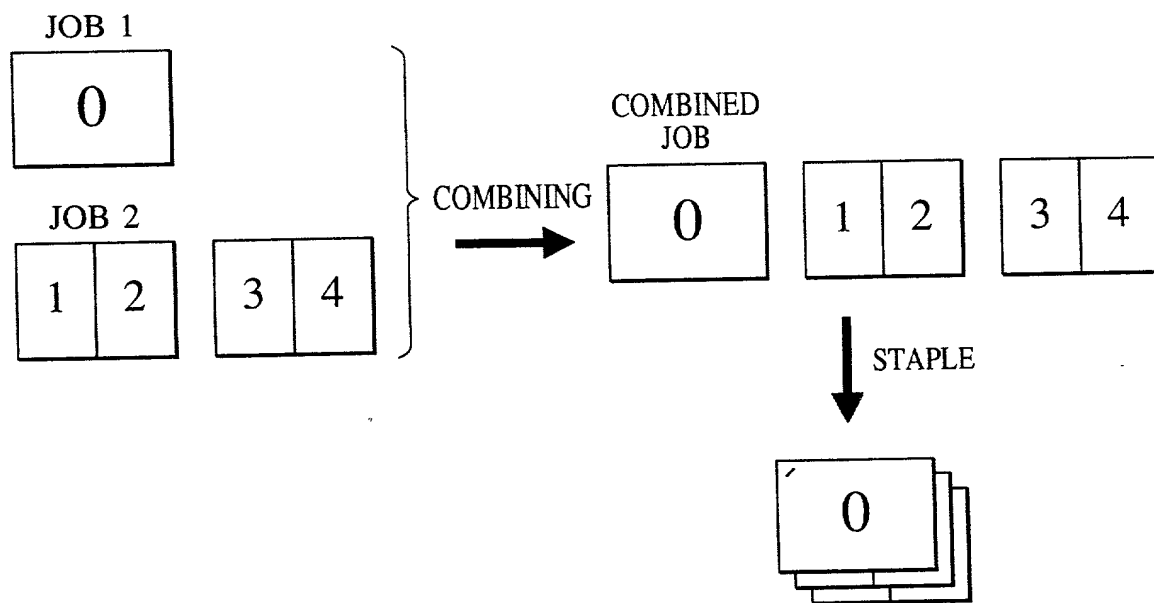 JOB 1
0
JOB 2
1 2 3 4
COMBINING
COMBINED
JOB
0 1 2 3 4
STAPLE
0